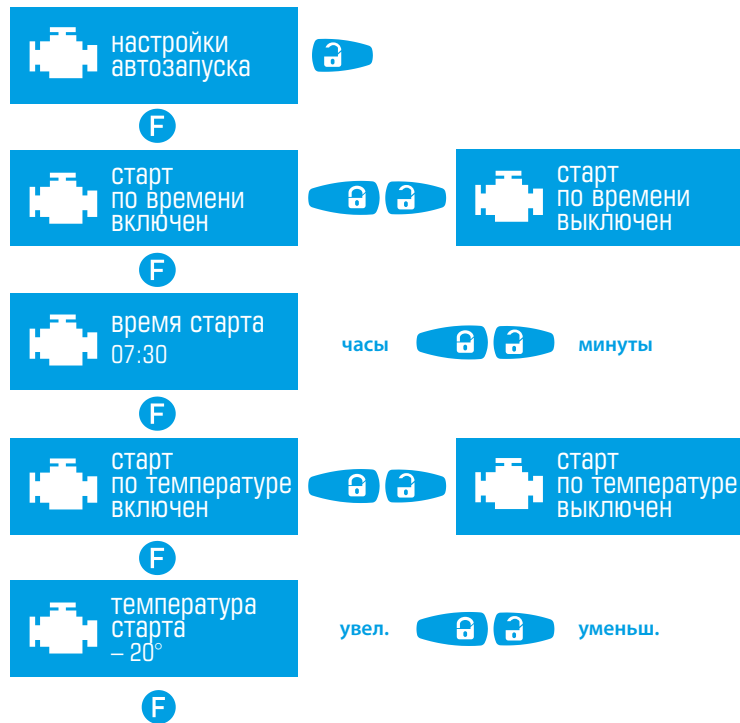 настройки
автозапуска
F
старт
по времени
включен
старт
по времени
выключен
F
время старта
07:30
часы
минуты
F
старт
по температуре
включен
старт
по температуре
выключен
F
температура
старта
– 20°
увел.
уменьш.
F